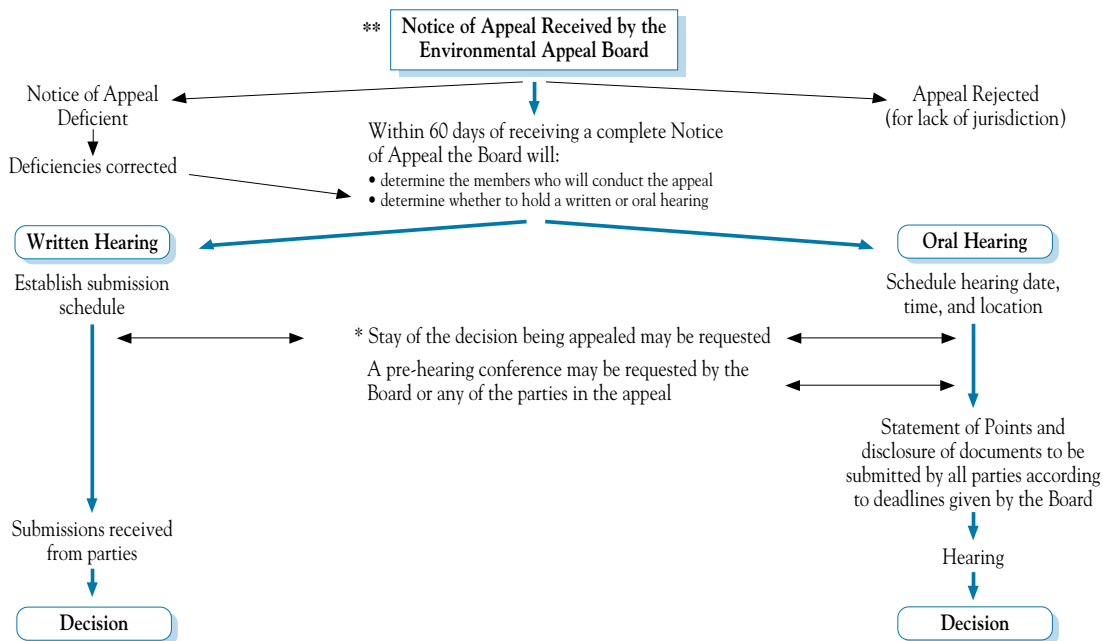 ** Notice of Appeal Received by the
Environmental Appeal Board
Notice of Appeal
Deficient
Deficiencies corrected
Appeal Rejected
(for lack of jurisdiction)
Within 60 days of receiving a complete Notice
of Appeal the Board will:
• determine the members who will conduct the appeal
• determine whether to hold a written or oral hearing
Written Hearing
Establish submission
schedule
Oral Hearing
Schedule hearing date,
time, and location
* Stay of the decision being appealed may be requested
A pre-hearing conference may be requested by the
Board or any of the parties in the appeal
Submissions received
from parties
Decision
Statement of Points and
disclosure of documents to be
submitted by all parties according
to deadlines given by the Board
Hearing
Decision